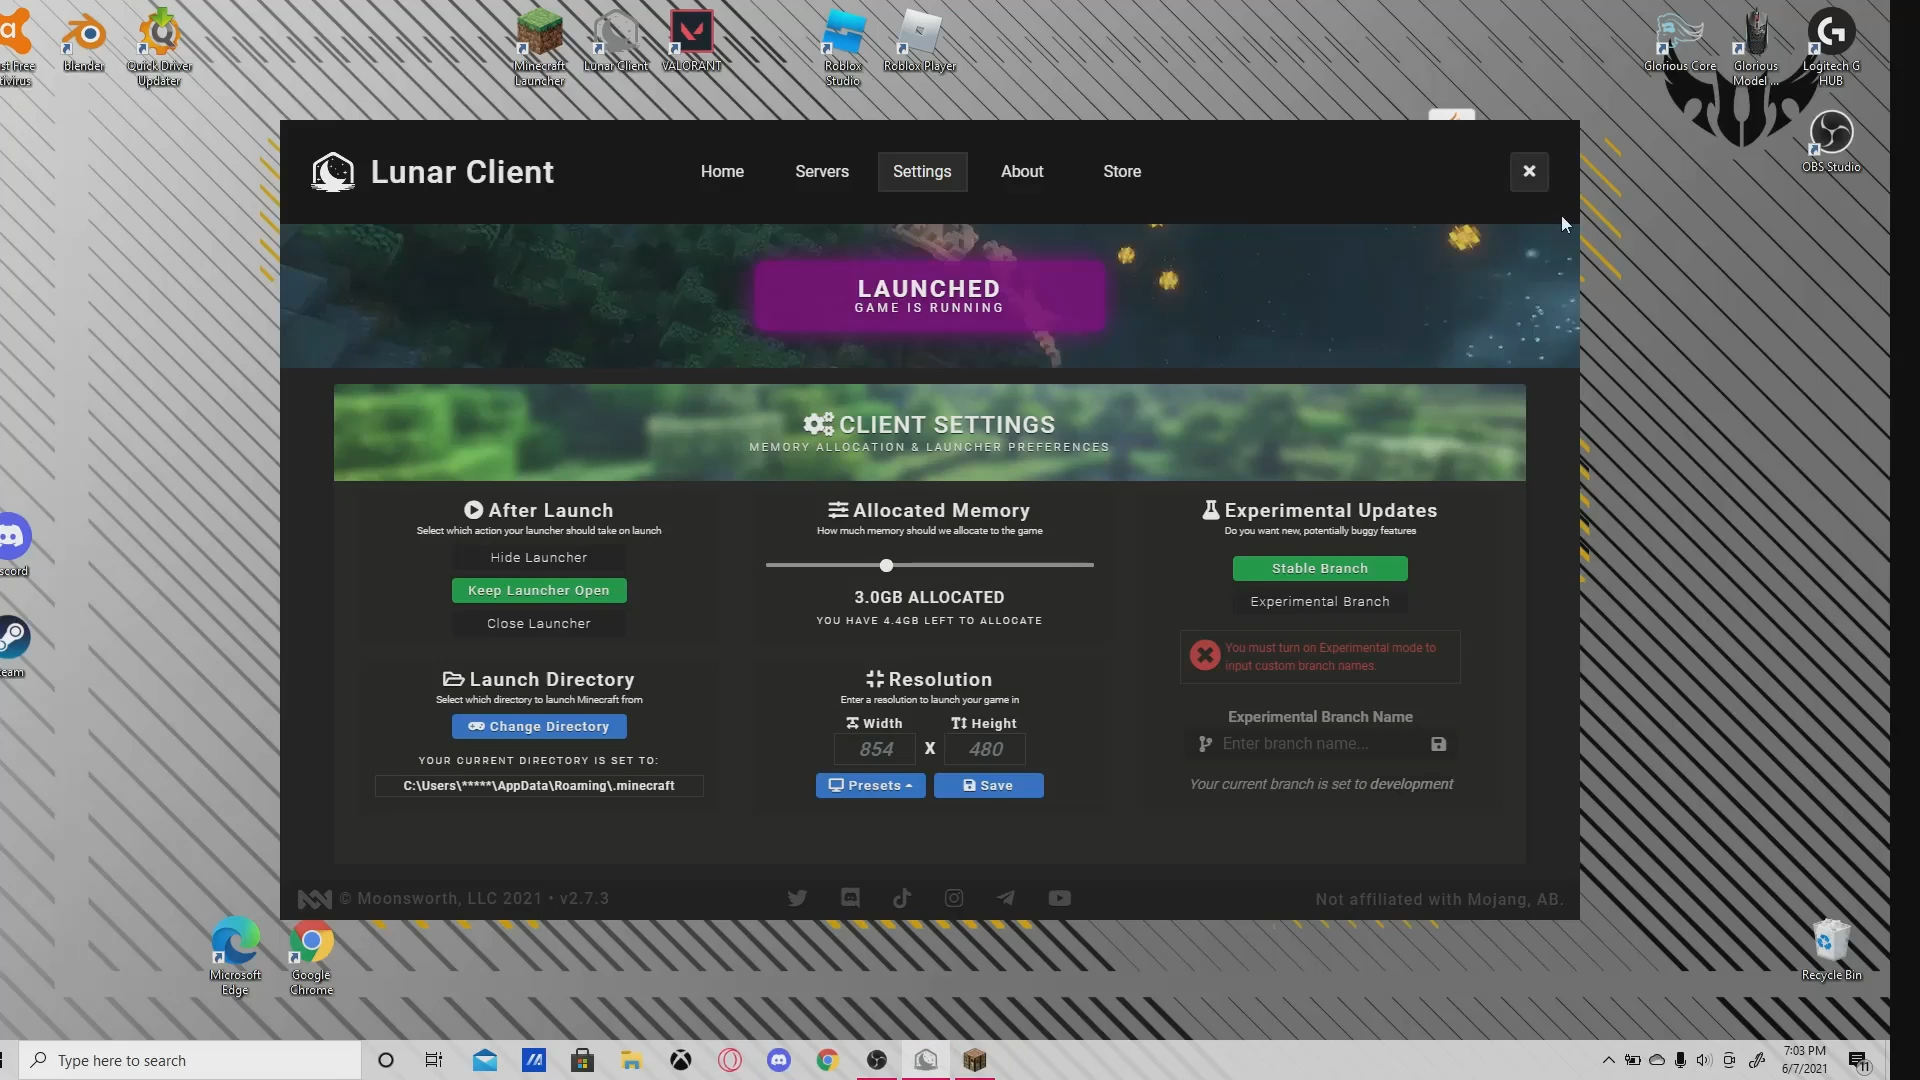 st Free
tivirus
blender
Quick Driver
Updater
Minecraft
Launcher
Lunar Client
VALORANT
Roblox
Studio
Roblox Player
Glorious Core
Glorious
Model ...
Logitech G
HUB
OBS Studio
Lunar Client
Home
Servers
Settings
About
Store
LAUNCHED
GAME IS RUNNING
CLIENT SETTINGS
MEMORY ALLOCATION & LAUNCHER PREFERENCES
After Launch
Select which action your launcher should take on launch
Hide Launcher
Keep Launcher Open
Close Launcher
Allocated Memory
How much memory should we allocate to the game
3.0GB ALLOCATED
YOU HAVE 4.4GB LEFT TO ALLOCATE
Experimental Updates
Do you want new, potentially buggy features
Stable Branch
Experimental Branch
You must turn on Experimental mode to
input custom branch names.
Experimental Branch Name
Enter branch name...
Your current branch is set to development
Launch Directory
Select which directory to launch Minecraft from
Change Directory
YOUR CURRENT DIRECTORY IS SET TO:
C:\Users\*****\AppData\Roaming\.minecraft
Resolution
Enter a resolution to launch your game in
Width
Height
854 X 480
Presets
Save
scord
team
© Moonsworth, LLC 2021 • v2.7.3
Not affiliated with Mojang, AB.
Microsoft
Edge
Google
Chrome
Recycle Bin
Type here to search
7:03 PM
6/7/2021
11